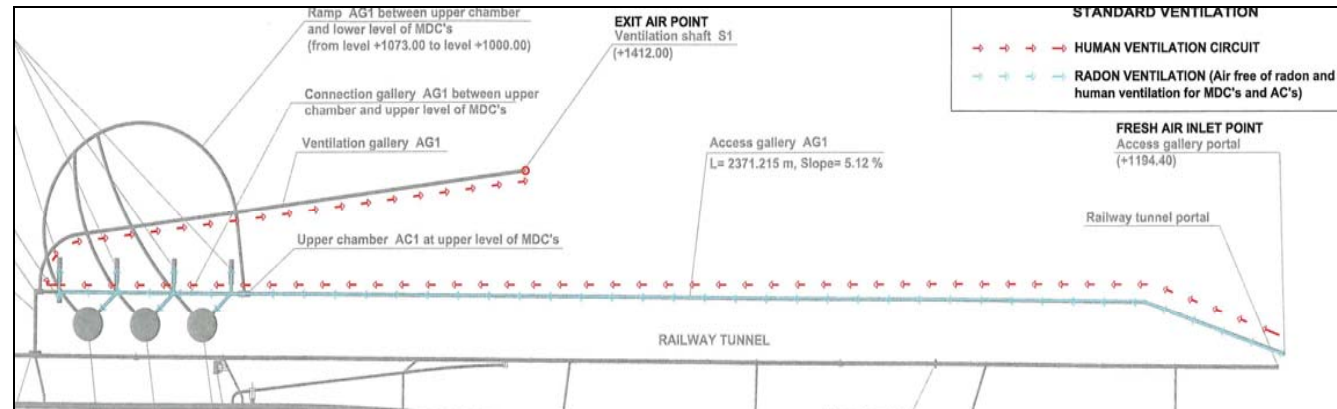 Ramp AG1 between upper chamber
and lower level of MDC's
(from level +1073.00 to level +1000.00)
EXIT AIR POINT
Ventilation shaft S1
(+1412.00)
STANDARD VENTILATION
HUMAN VENTILATION CIRCUIT
RADON VENTILATION (Air free of radon and
human ventilation for MDC's and AC's)
Connection gallery AG1 between upper
chamber and upper level of MDC's
Ventilation gallery AG1
Access gallery AG1
L= 2371.215 m, Slope= 5.12 %
FRESH AIR INLET POINT
Access gallery portal
(+1194.40)
Railway tunnel portal
Upper chamber AC1 at upper level of MDC's
RAILWAY TUNNEL